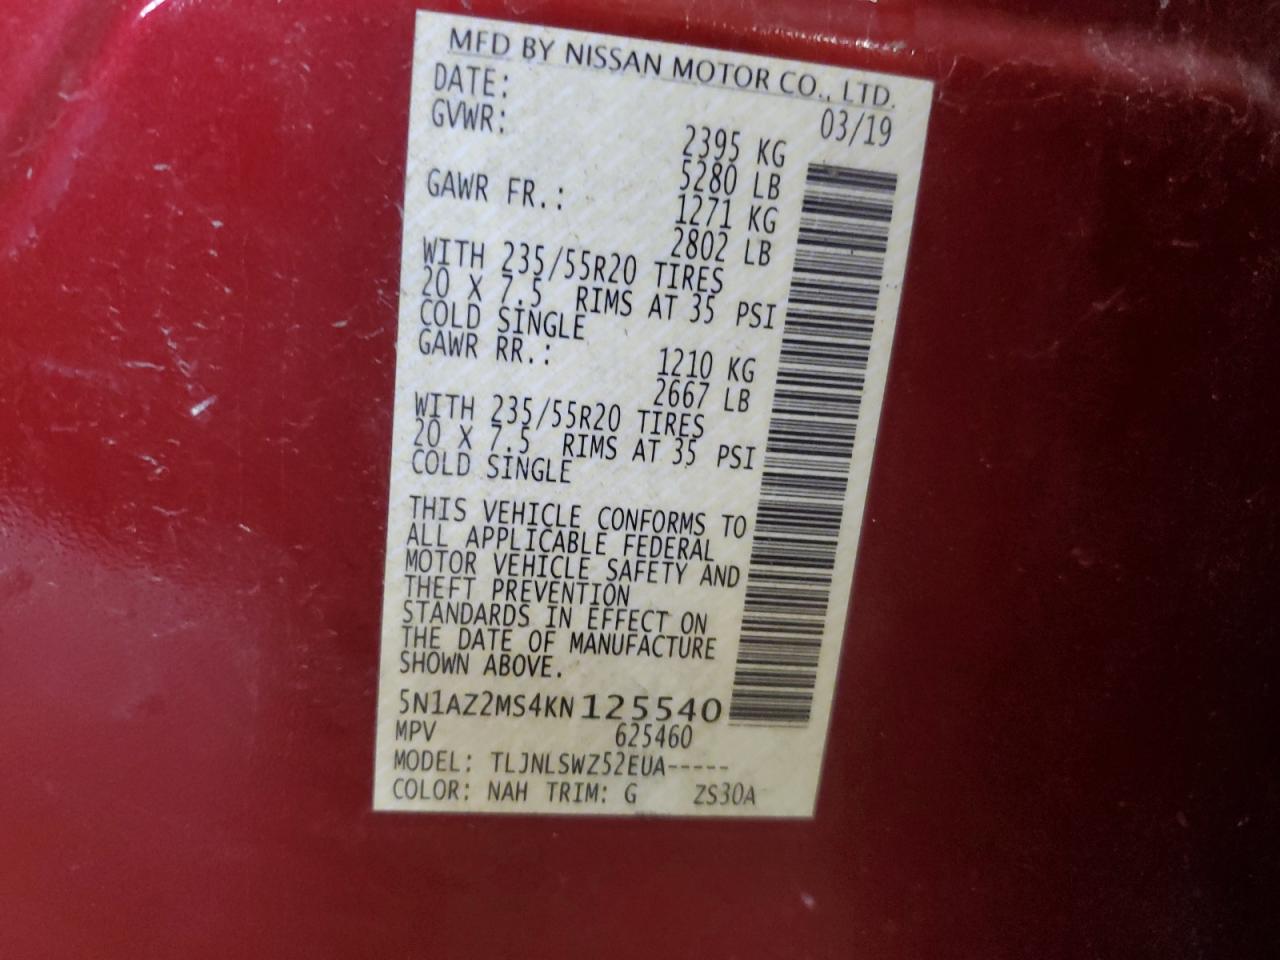 MFD BY NISSAN MOTOR CO., LTD.
DATE: 03/19
GVWR: 2395 KG
5280 LB
GAWR FR.: 1271 KG
2802 LB
WITH 235/55R20 TIRES
20 X 7.5 RIMS AT 35 PSI
COLD SINGLE
GAWR RR.: 1210 KG
2667 LB
WITH 235/55R20 TIRES
20 X 7.5 RIMS AT 35 PSI
COLD SINGLE
THIS VEHICLE CONFORMS TO
ALL APPLICABLE FEDERAL
MOTOR VEHICLE SAFETY AND
THEFT PREVENTION
STANDARDS IN EFFECT ON
THE DATE OF MANUFACTURE
SHOWN ABOVE.
5N1AZ2MS4KN125540
MPV 625460
MODEL: TLJNLSWZ52EUA-----
COLOR: NAH TRIM: G ZS30A